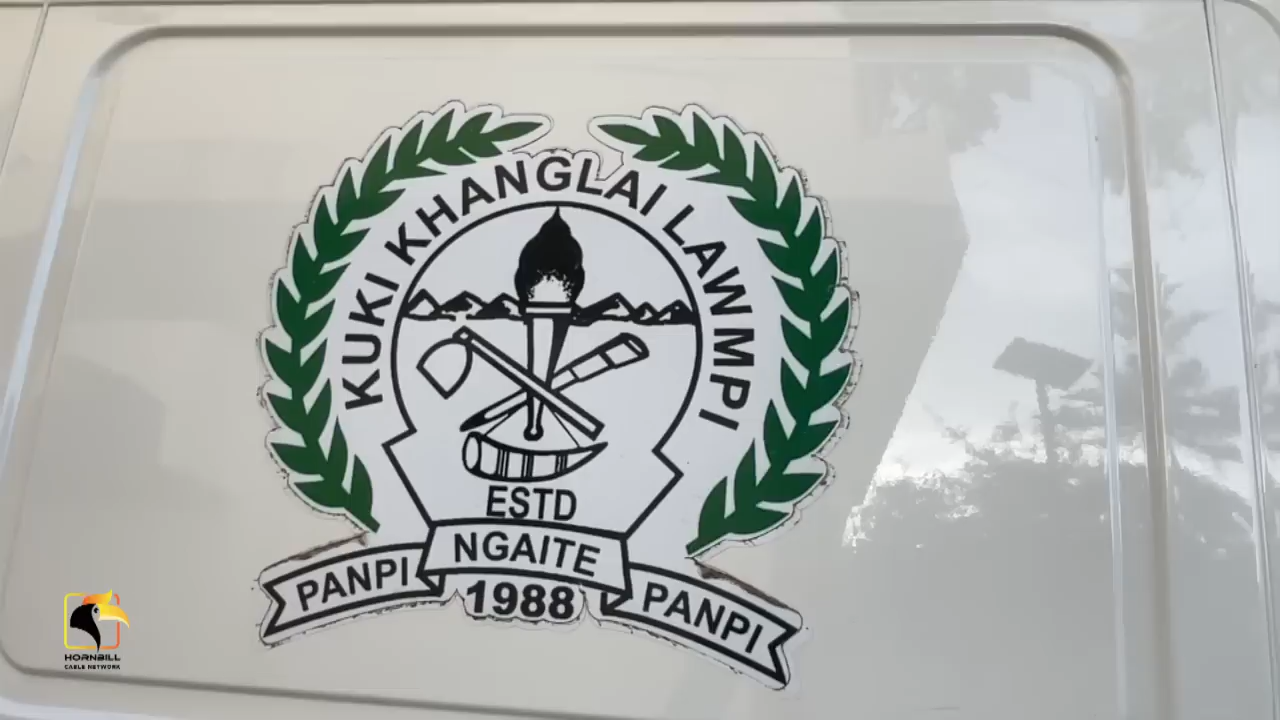 KUKI KHANGLAI LAWMPI
ESTD
PANPI NGAITE PANPI
1988
HORNBILL
CABLE NETWORK